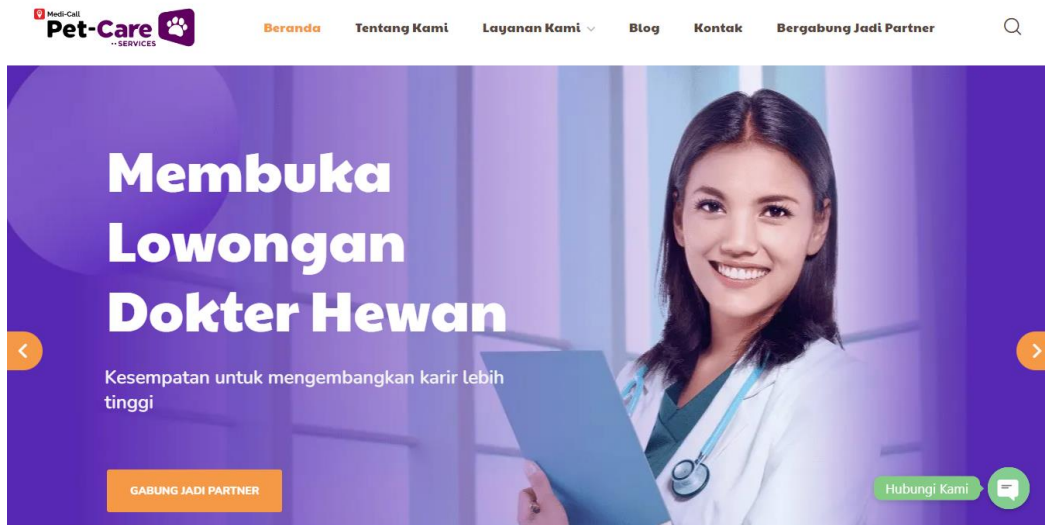 Medi-Call
Pet-Care
SERVICES
Beranda Tentang Kami Layanan Kami Blog Kontak Bergabung Jadi Partner
Membuka
Lowongan
Dokter Hewan
Kesempatan untuk mengembangkan karir lebih
tinggi
GABUNG JADI PARTNER
Hubungi Kami